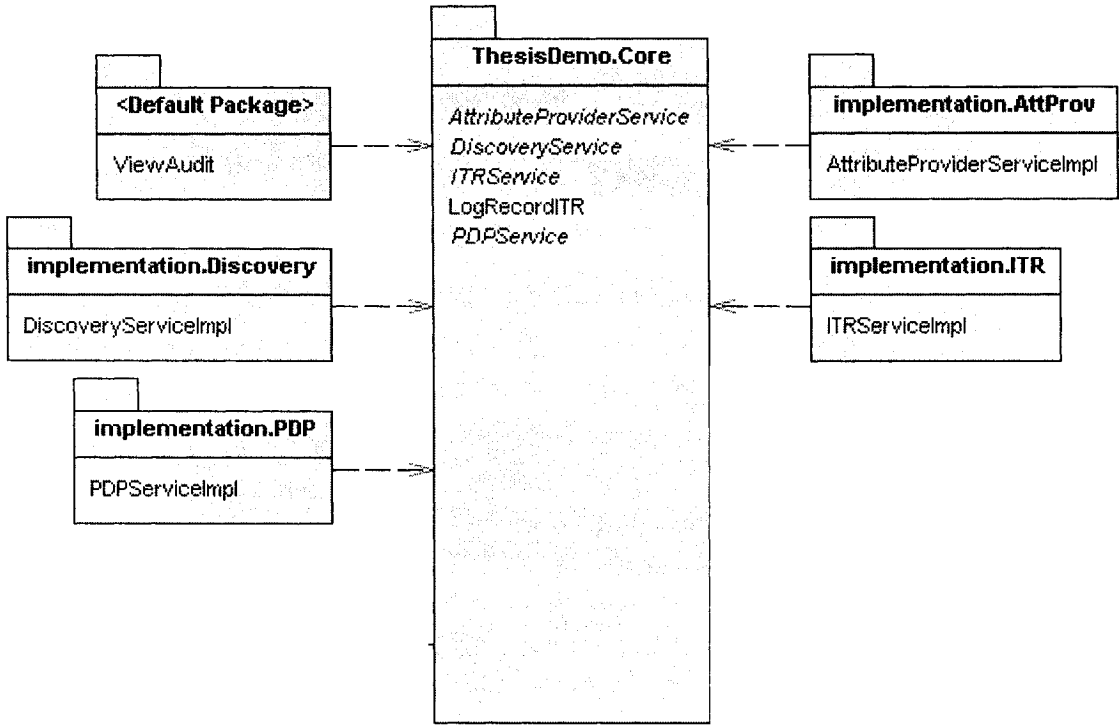 ThesisDemo.Core
AttributeProviderService
DiscoveryService
ITRService
LogRecordITR
PDPService
<Default Package>
ViewAudit
implementation.Discovery
DiscoveryServiceImpl
implementation.PDP
PDPServiceImpl
implementation.AttProv
AttributeProviderServiceImpl
implementation.ITR
ITRServiceImpl